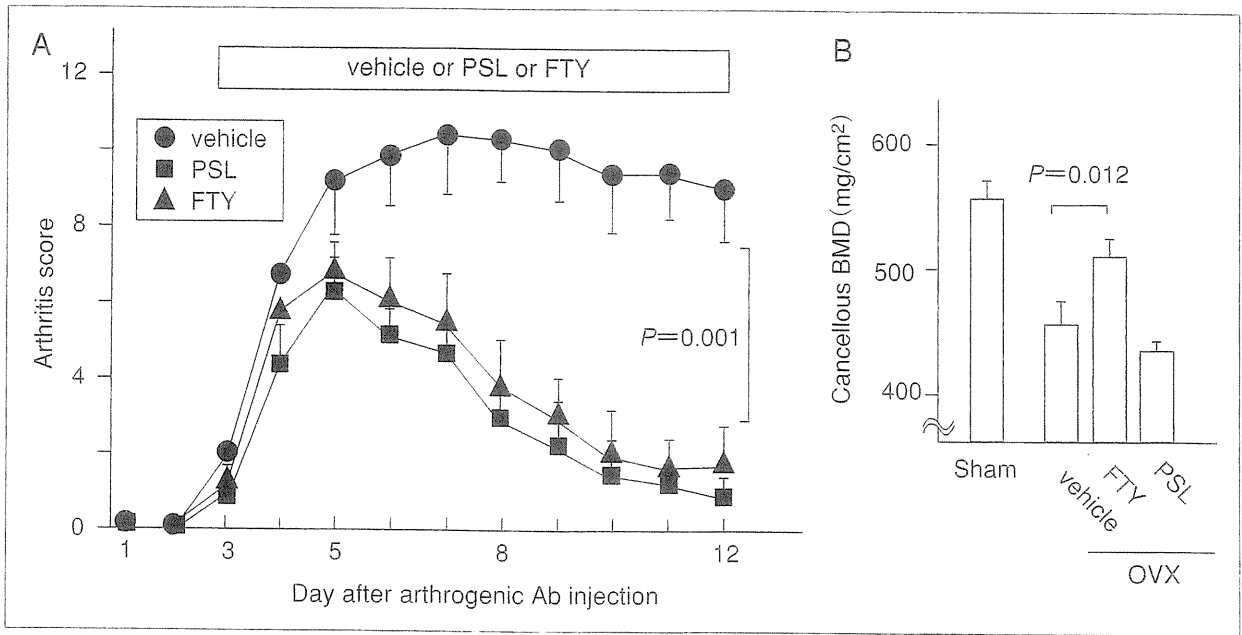 A
vehicle or PSL or FTY
12
8
4
0
vehicle
PSL
FTY
Arthritis score
P=0.001
1 3 5 8 12
Day after arthrogenic Ab injection
B
Cancellous BMD (mg/cm²)
600
500
400
P=0.012
Sham
vehicle
FTY
PSL
OVX